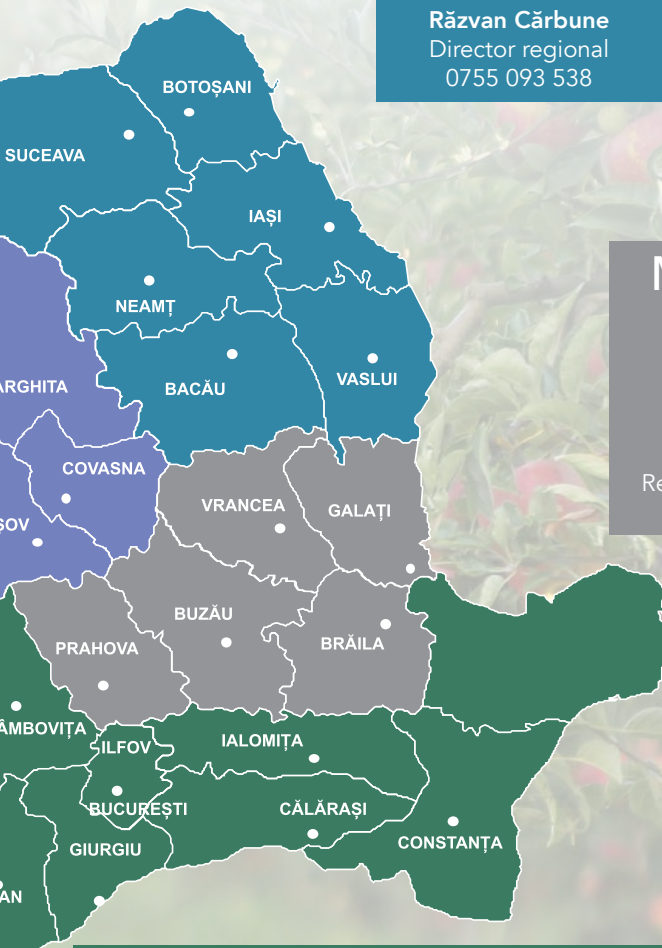 Răzvan Cărbune
Director regional
0755 093 538
BOTOȘANI
SUCEAVA
IAȘI
NEAMȚ
BACĂU
VASLUI
ARGHITA
COVASNA
VRANCEA
GALAȚI
ȘOV
BUZĂU
BRĂILA
PRAHOVA
ÂMBOVIȚA
ILFOV
IALOMIȚA
BUCUREȘTI
CĂLĂRAȘI
CONSTANȚA
GIURGIU
AN
Re